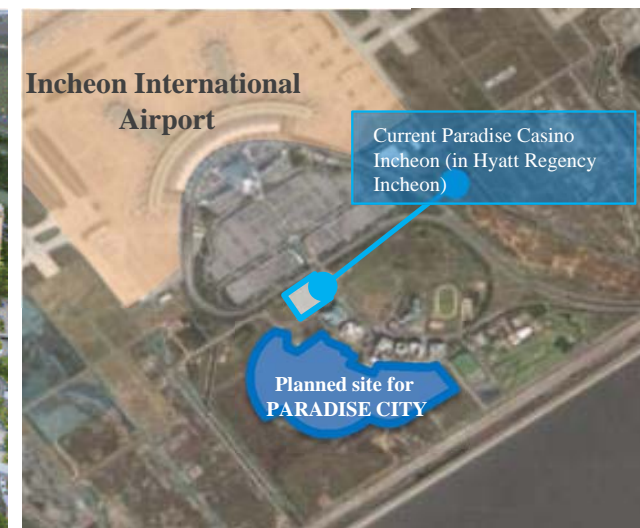 Incheon International
Airport
Current Paradise Casino
Incheon (in Hyatt Regency
Incheon)
Planned site for
PARADISE CITY